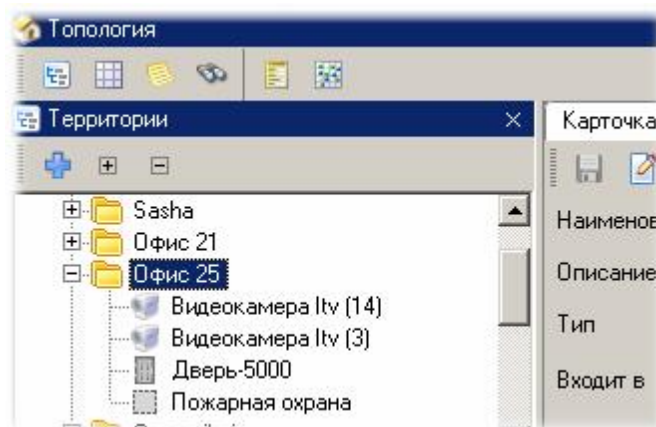 Топология
Территории
Карточка
Sasha
Офис 21
Наименов
Офис 25
Описание
Видеокамера Itv (14)
Видеокамера Itv (3)
Тип
Дверь-5000
Входит в
Пожарная охрана